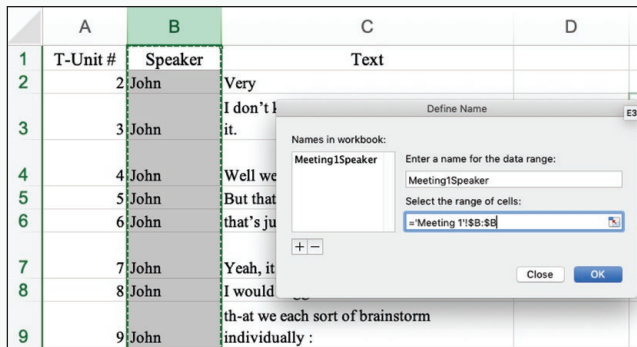 A B C D
1 T-Unit # Speaker Text
2 2 John Very
I don't
3 3 John it.
4 4 John Well we
5 5 John But that
6 6 John that's ju
7 7 John Yeah, it
8 8 John I would
th-at we each sort of brainstorm
9 9 John individually :
Define Name
E3
Names in workbook:
Meeting1Speaker
Enter a name for the data range:
Meeting1Speaker
Select the range of cells:
='Meeting 1'!$B:$B
+ −
Close OK